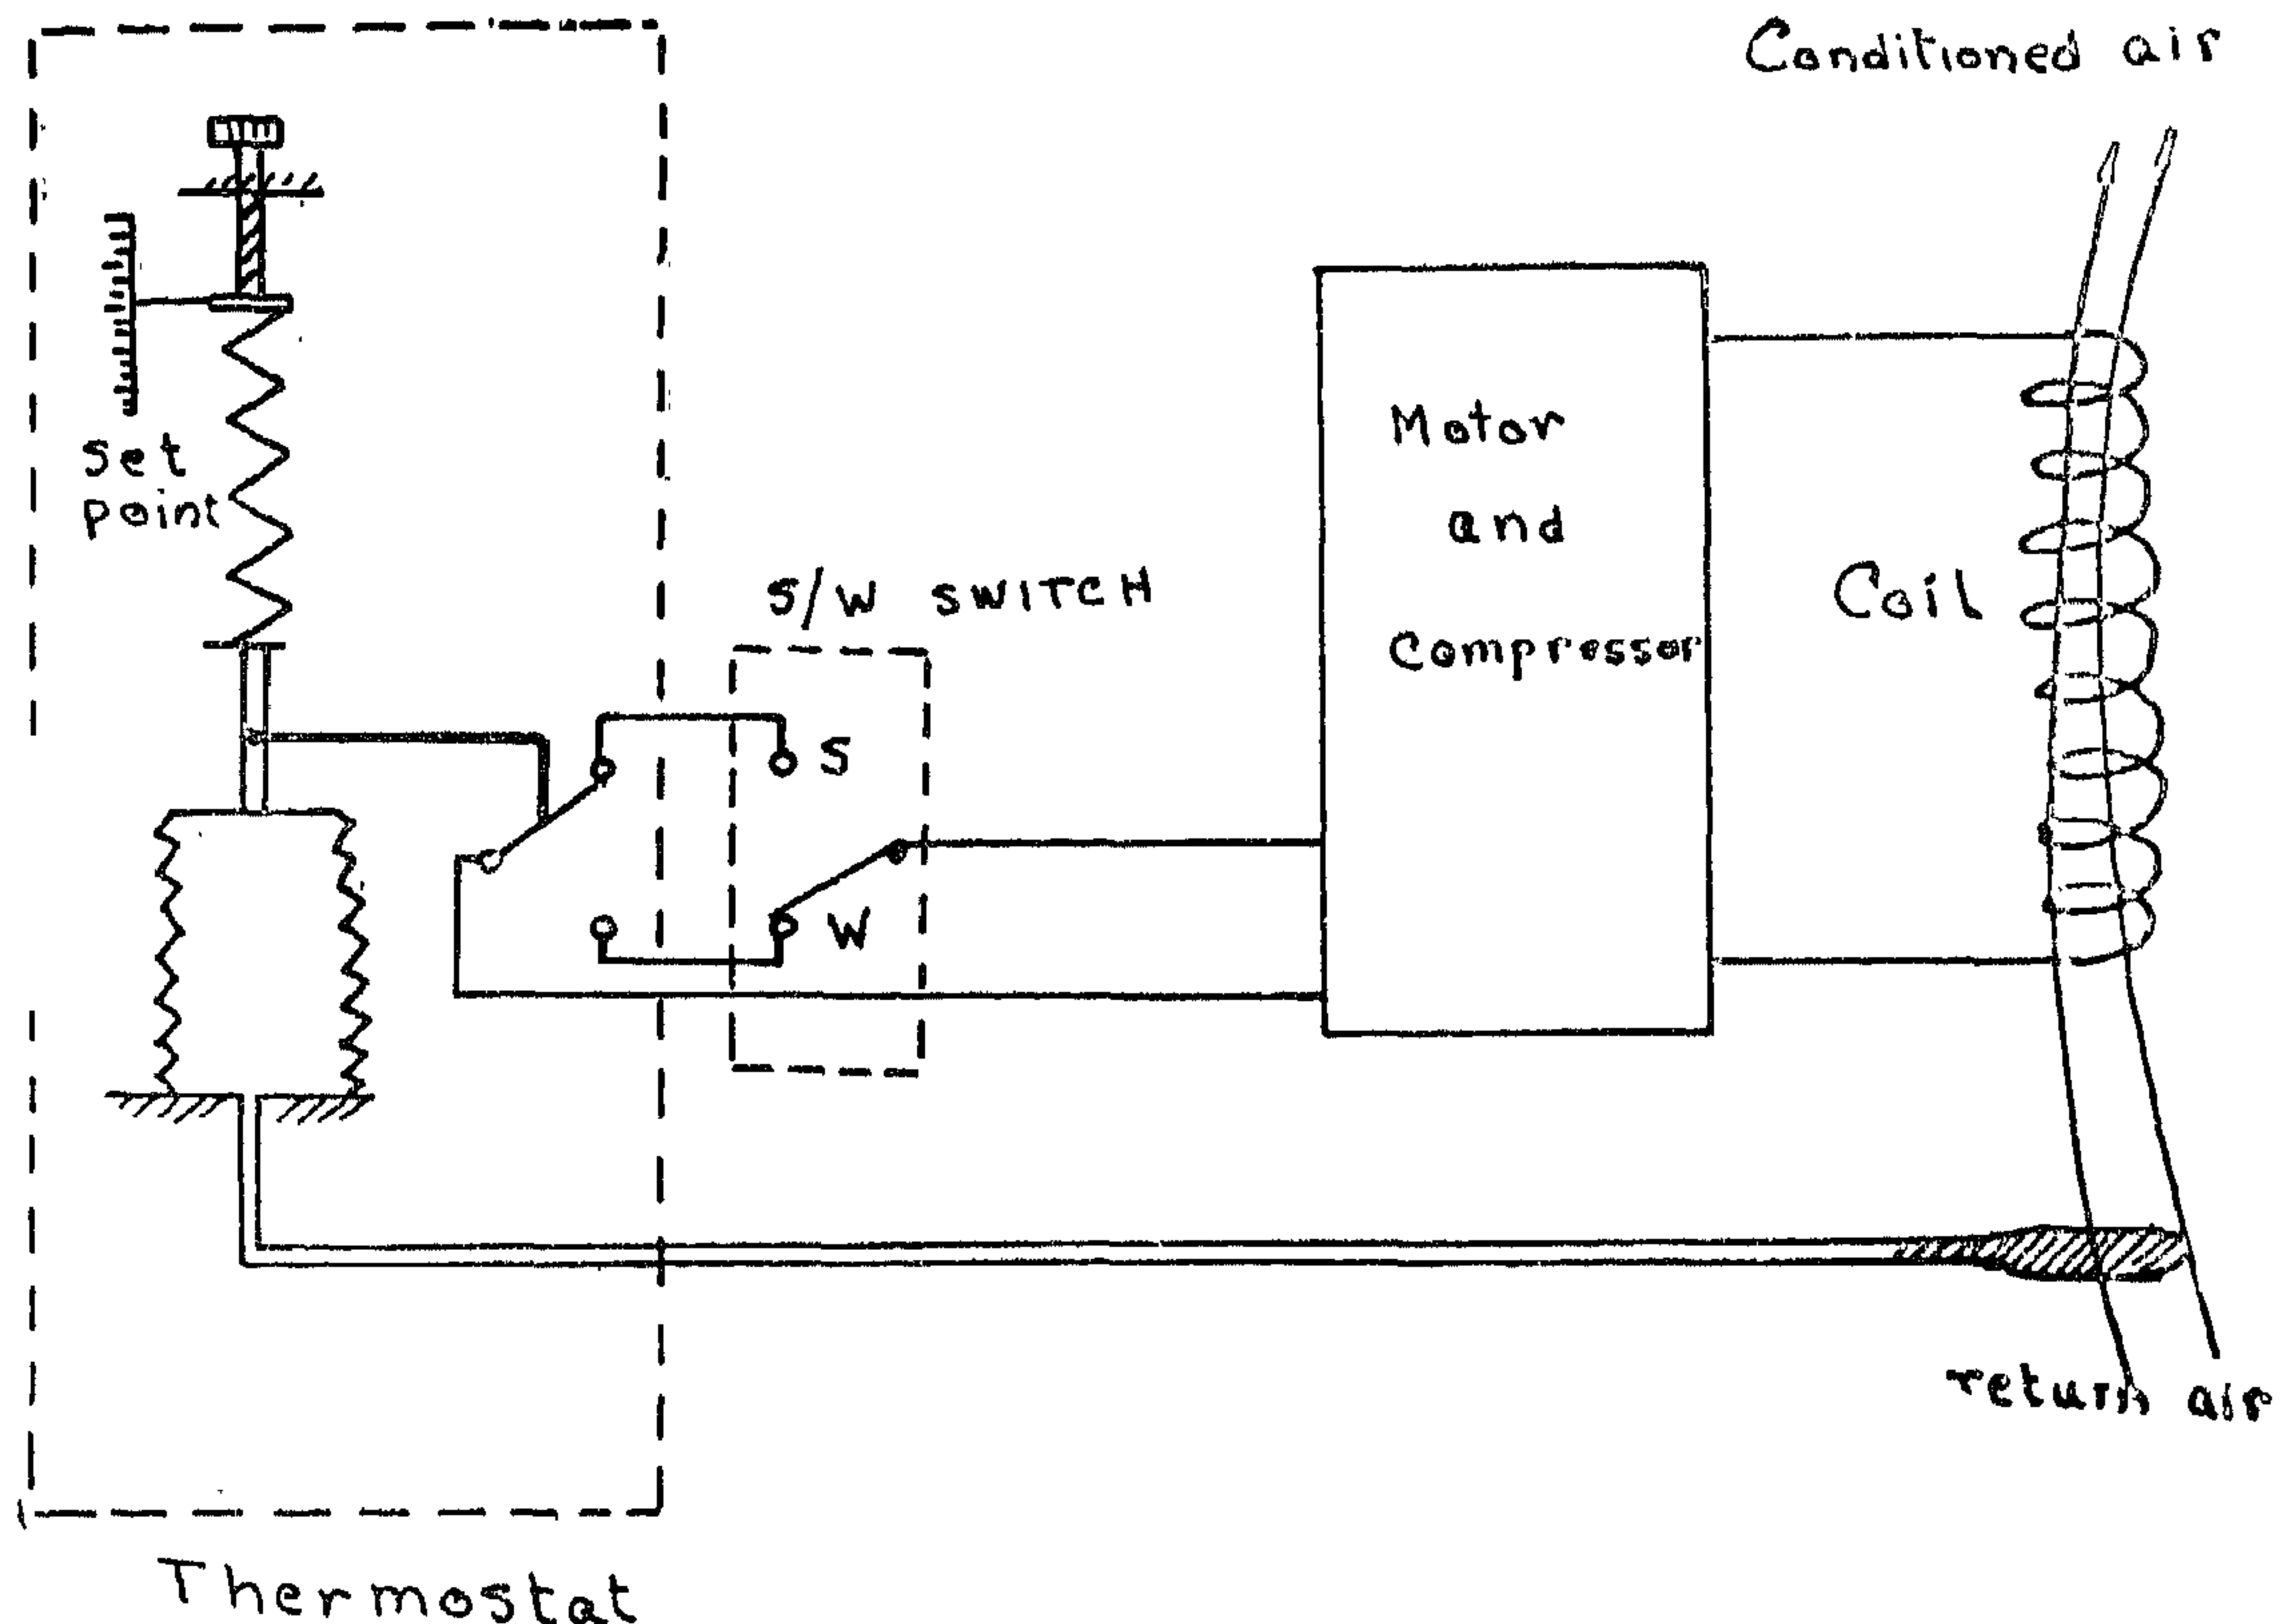 Conditioned air
Set
point
S/W SWITCH
S
W
Motor
and
Compressor
Coil
return air
Thermostat